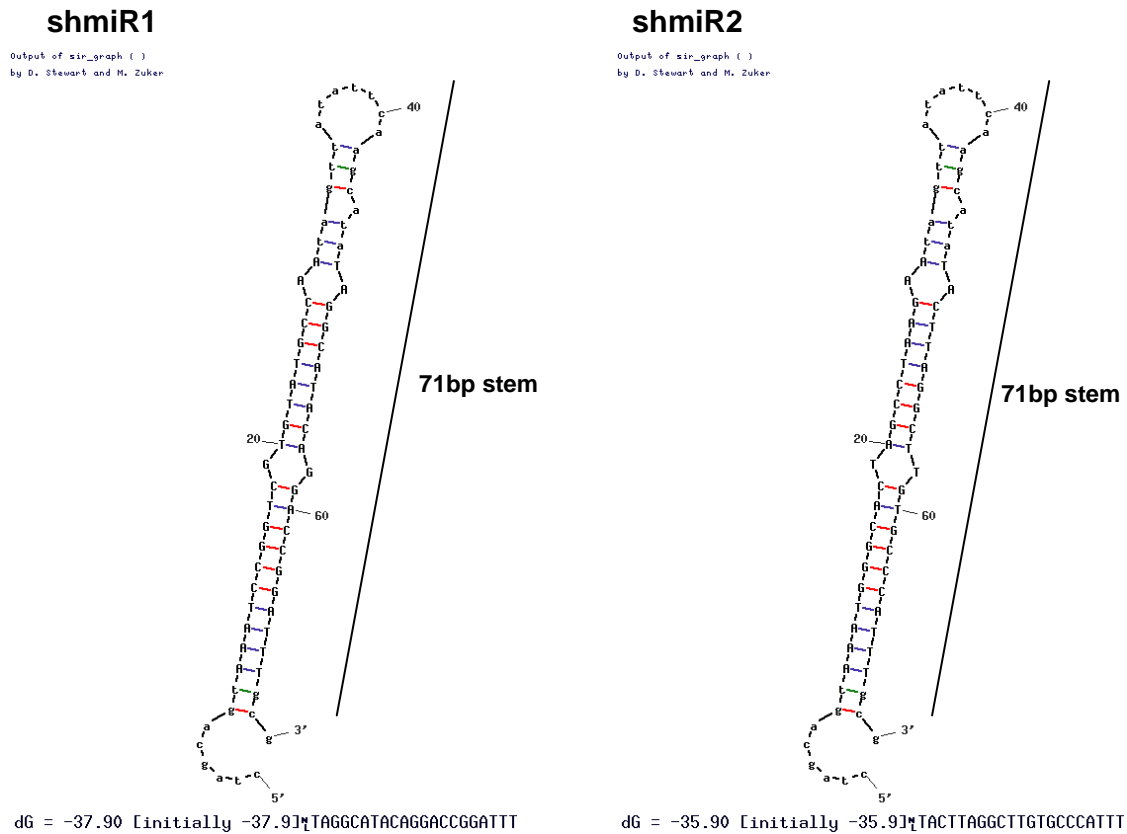 shmiR1
shmiR2
Output of sir_graph ( )
by D. Stewart and M. Zuker
Output of sir_graph ( )
by D. Stewart and M. Zuker
40
40
71bp stem
71bp stem
20
20
60
60
3'
3'
5'
5'
dG = -37.90 [initially -37.9] TAGGCATACAGGACCGGATTT
dG = -35.90 [initially -35.9] TACTTAGGCTTGTGCCCATTT